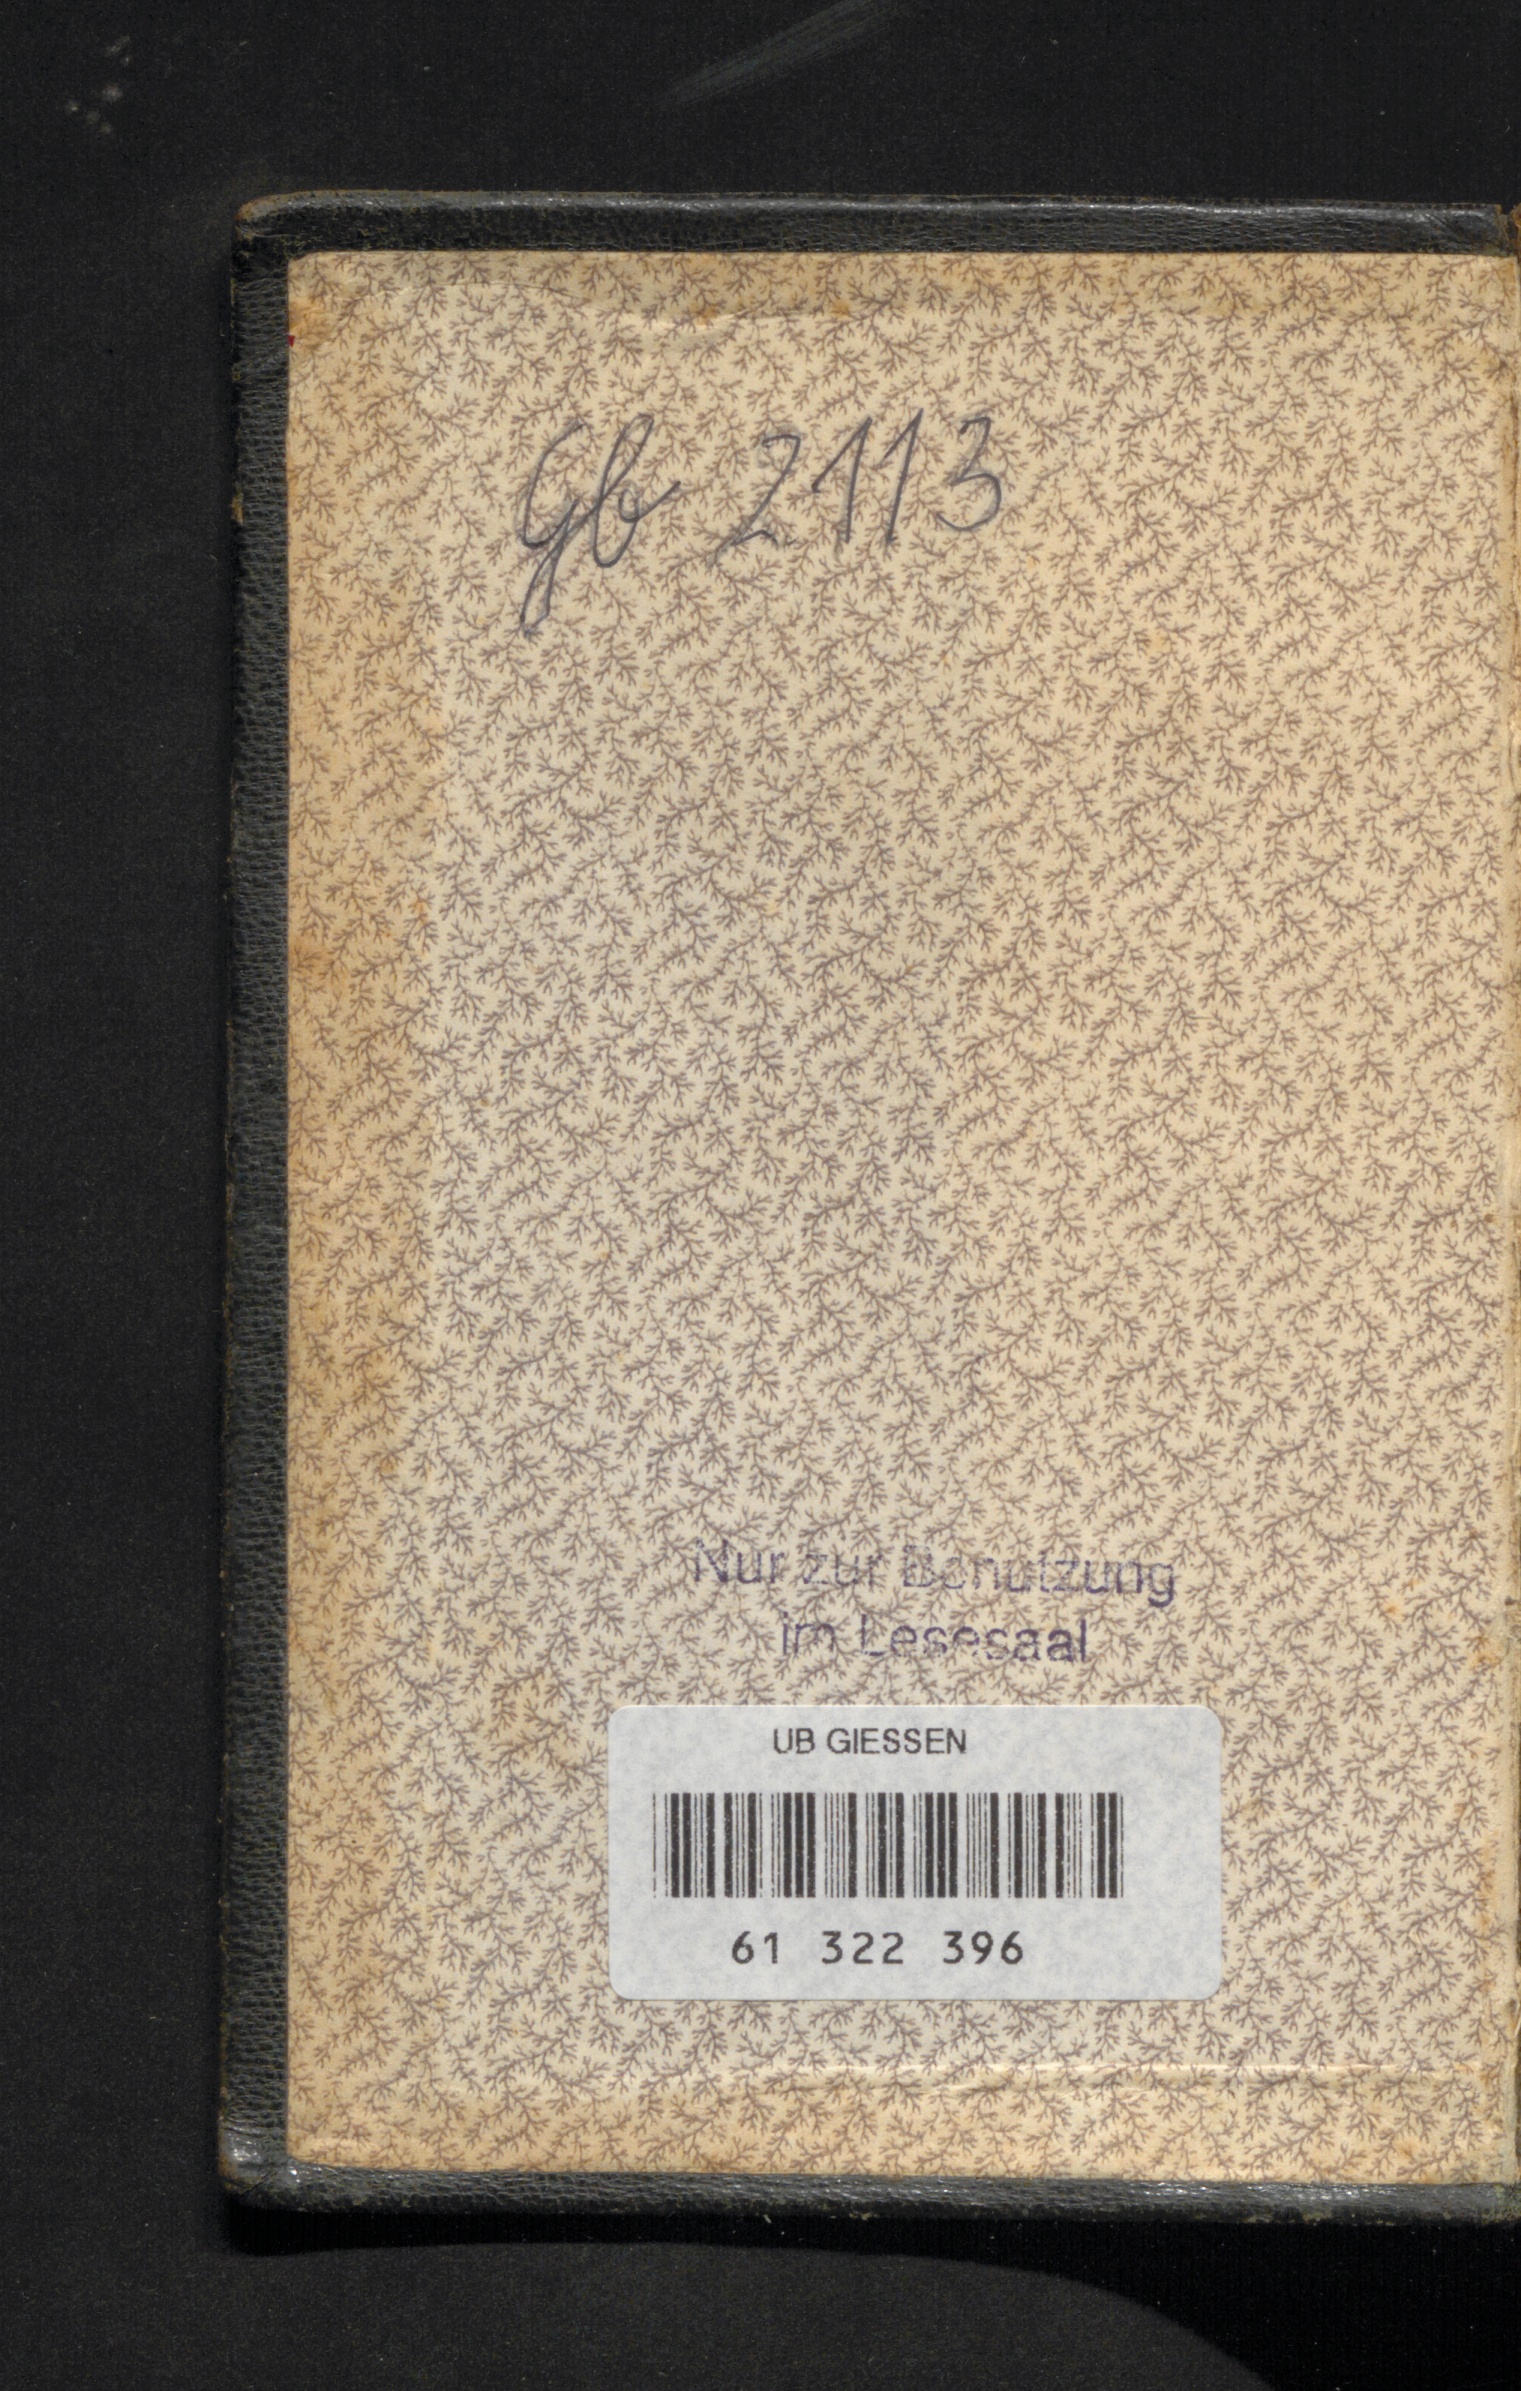 Gb 2113
Nur zur Benutzung
im Lesesaal
UB GIESSEN
61 322 396